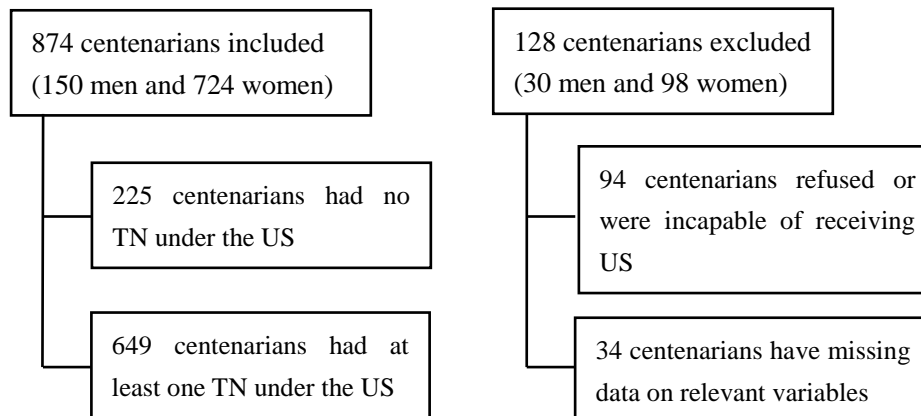 874 centenarians included
(150 men and 724 women)
225 centenarians had no
TN under the US
649 centenarians had at
least one TN under the US
128 centenarians excluded
(30 men and 98 women)
94 centenarians refused or
were incapable of receiving
US
34 centenarians have missing
data on relevant variables